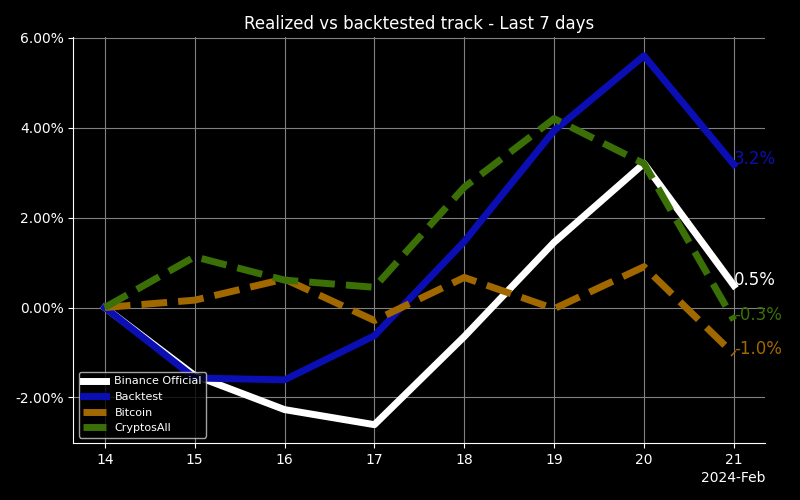 Realized vs backtested track - Last 7 days
6.00%
4.00%
2.00%
0.00%
-2.00%
3.2%
0.5%
-0.3%
-1.0%
Binance Official
Backtest
Bitcoin
CryptosAll
14 15 16 17 18 19 20 21
2024-Feb